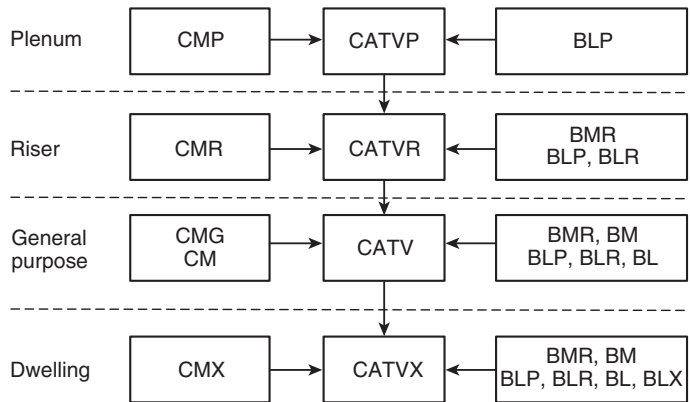 Plenum
CMP
CATVP
BLP
Riser
CMR
CATVR
BMR
BLP, BLR
General
purpose
CMG
CM
CATV
BMR, BM
BLP, BLR, BL
Dwelling
CMX
CATVX
BMR, BM
BLP, BLR, BL, BLX